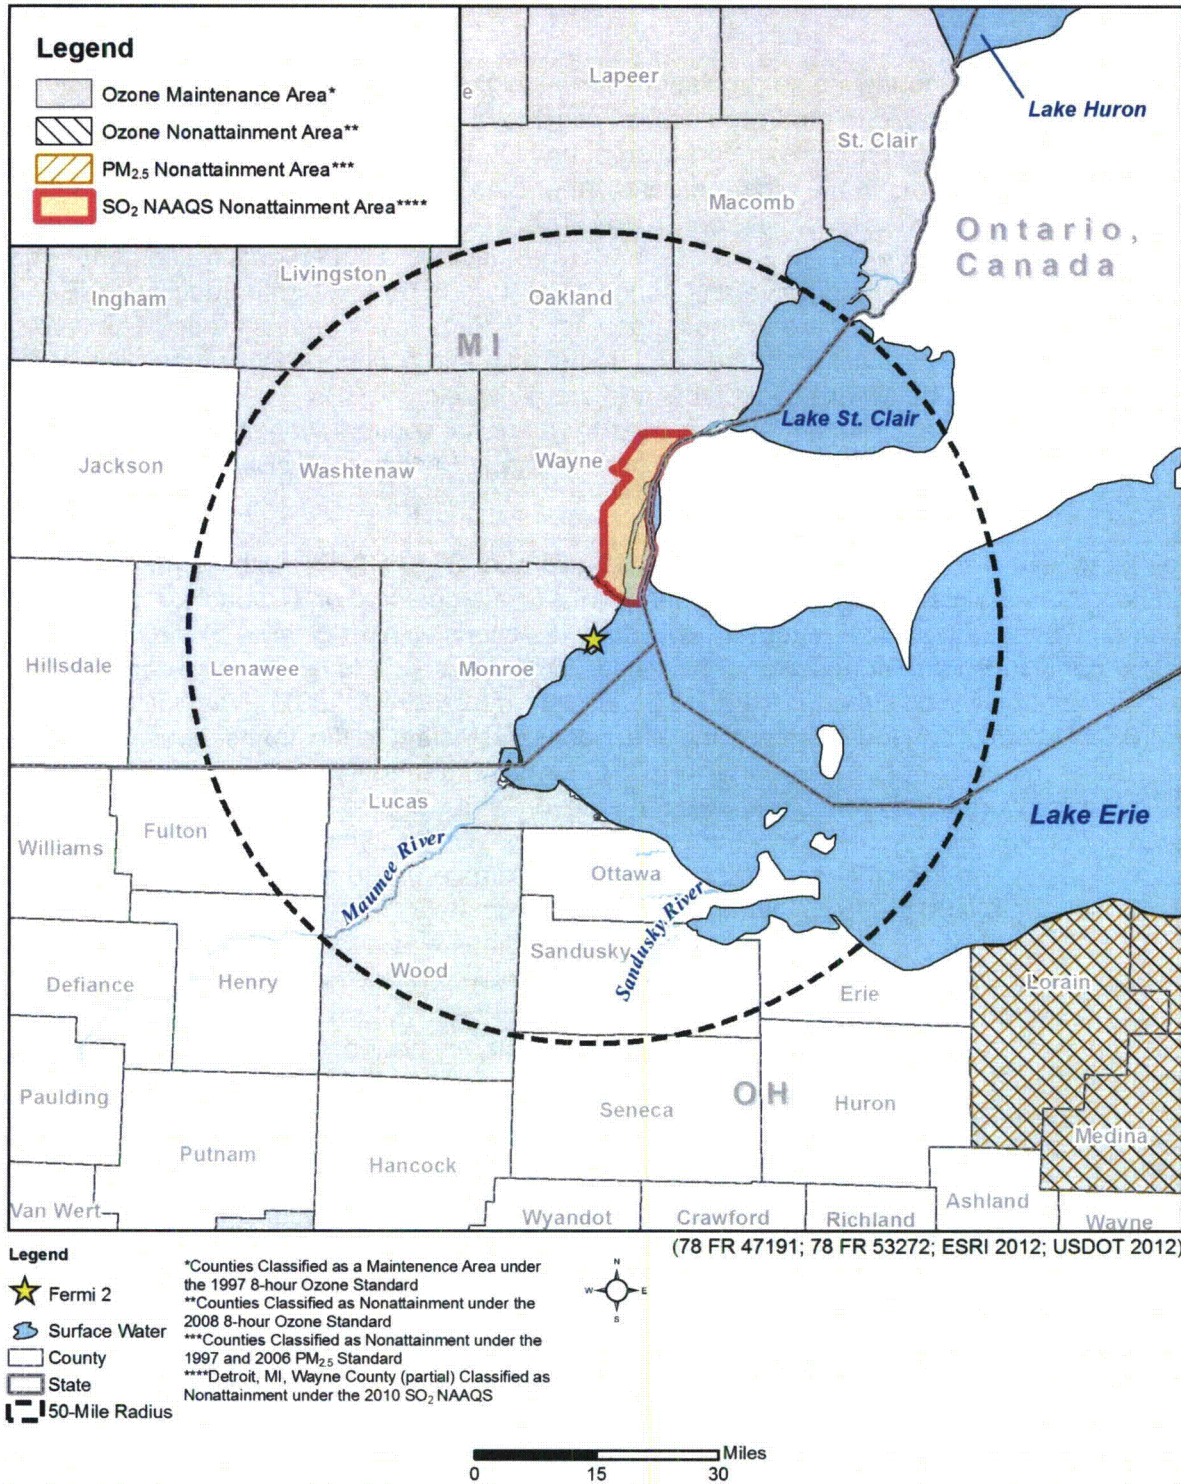 Legend
Ozone Maintenance Area*
Ozone Nonattainment Area**
PM2.5 Nonattainment Area***
SO2 NAAQS Nonattainment Area****
e
Lapeer
Lake Huron
St. Clair
Macomb
Ontario,
Canada
Livingston
Ingham
Oakland
MI
Lake St. Clair
Jackson
Washtenaw
Wayne
Hillsdale
Lenawee
Monroe
Lucas
Lake Erie
Fulton
Williams
Maumee River
Ottawa
Sandusky River
Sandusky
Wood
Henry
Defiance
Erie
Lorain
Paulding
OH
Seneca
Huron
Medina
Putnam
Hancock
Van Wert
Wyandot
Crawford
Richland
Ashland
Wayne
(78 FR 47191; 78 FR 53272; ESRI 2012; USDOT 2012)
Legend
Fermi 2
Surface Water
County
State
50-Mile Radius
*Counties Classified as a Maintenence Area under
the 1997 8-hour Ozone Standard
**Counties Classified as Nonattainment under the
2008 8-hour Ozone Standard
***Counties Classified as Nonattainment under the
1997 and 2006 PM2.5 Standard
****Detroit, MI, Wayne County (partial) Classified as
Nonattainment under the 2010 SO2 NAAQS
N
W E
S
Miles
0 15 30